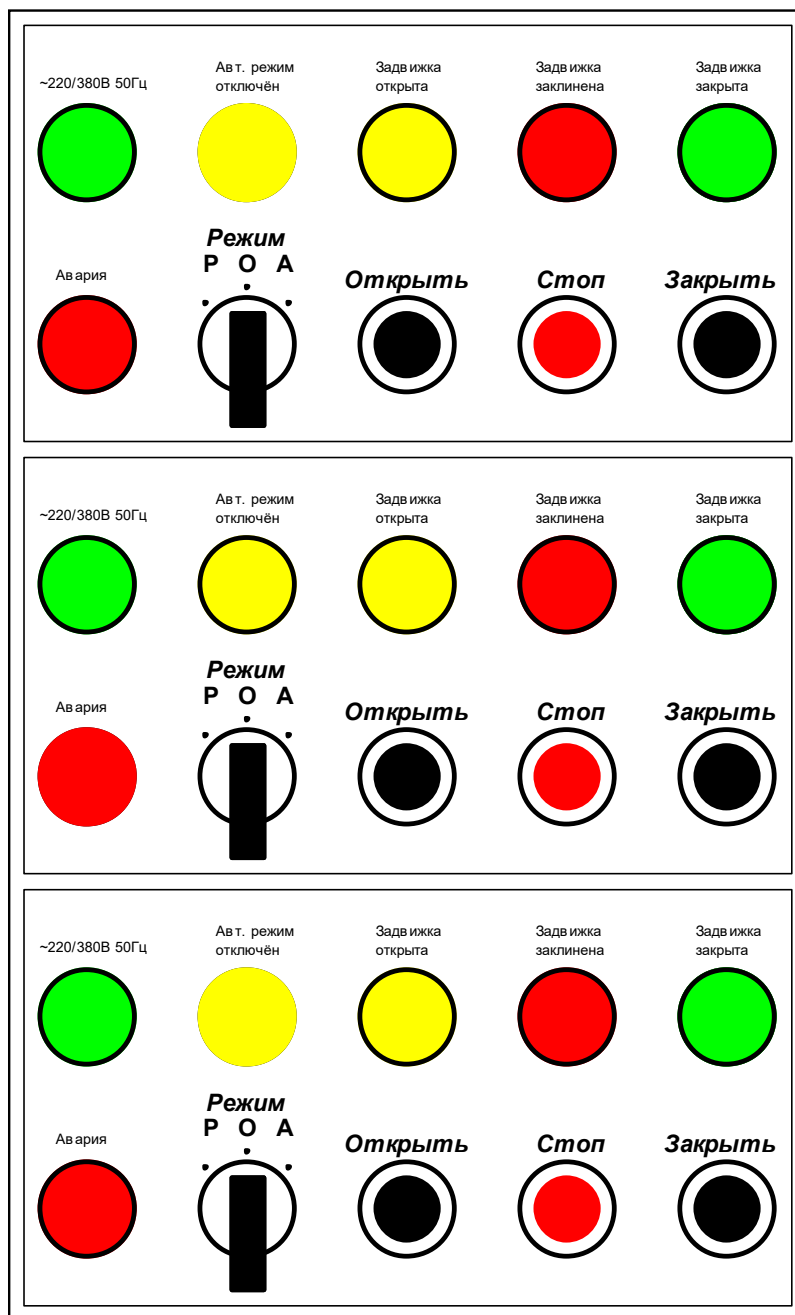 ~220/380В 50Гц
Авт. режим
отключён
Задвижка
открыта
Задвижка
заклинена
Задвижка
закрыта
Авария
Режим
Р О А
Открыть
Стоп
Закрыть
~220/380В 50Гц
Авт. режим
отключён
Задвижка
открыта
Задвижка
заклинена
Задвижка
закрыта
Авария
Режим
Р О А
Открыть
Стоп
Закрыть
~220/380В 50Гц
Авт. режим
отключён
Задвижка
открыта
Задвижка
заклинена
Задвижка
закрыта
Авария
Режим
Р О А
Открыть
Стоп
Закрыть